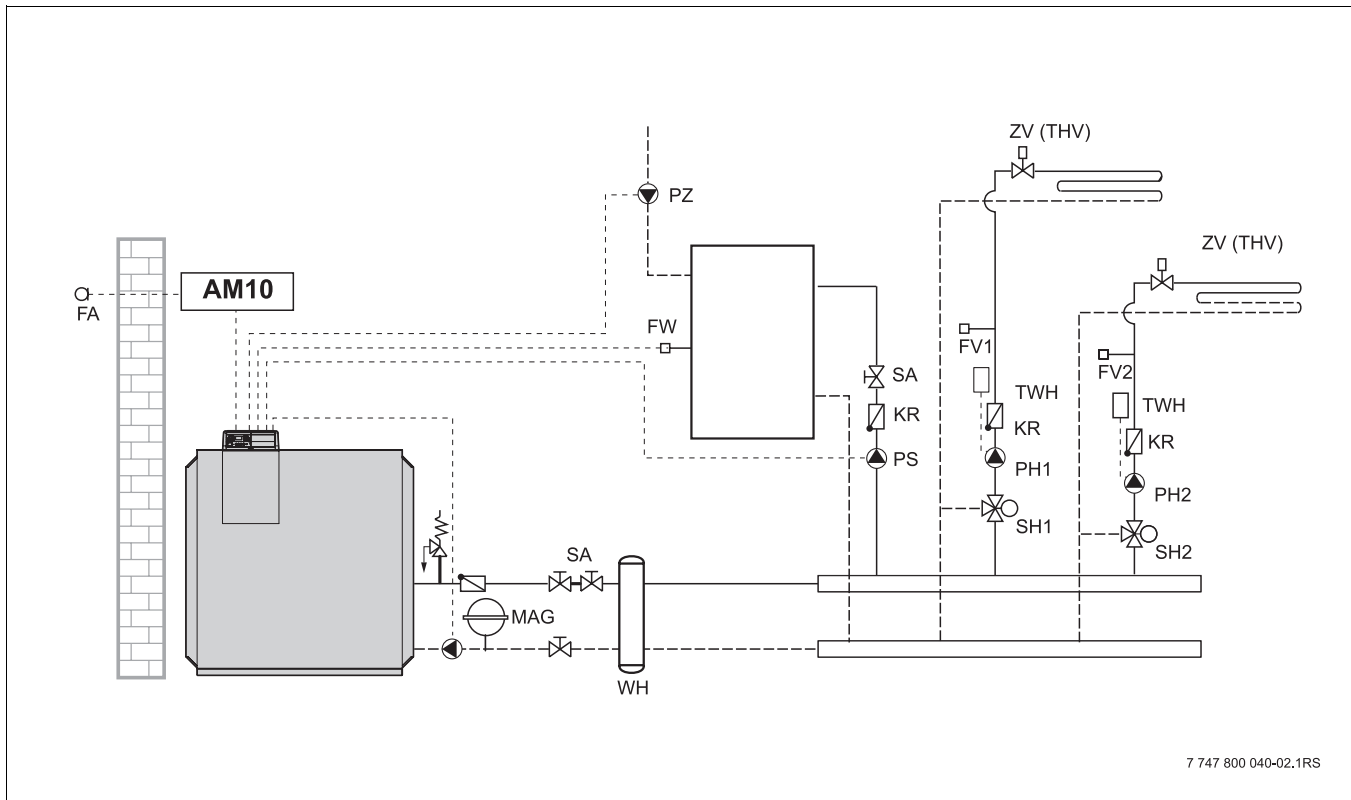 ZV (THV)
PZ
ZV (THV)
AM10
FA
FW
FV1
FV2
SA
TWH
TWH
KR
KR
KR
PS
PH1
PH2
SH1
SH2
SA
MAG
WH
7 747 800 040-02.1RS